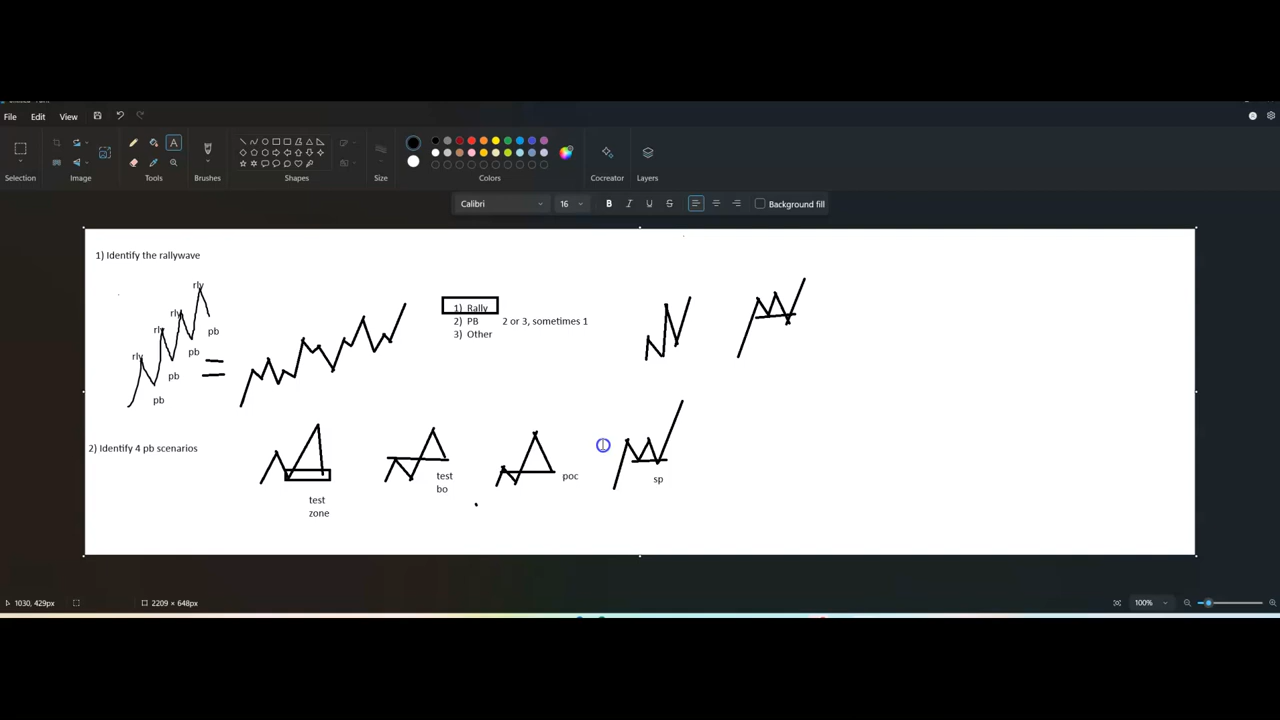 File Edit View
Selection Image Tools Brushes Shapes Size Colors Cocreator Layers
Calibri 16 B I U S Background fill
1) Identify the rallywave
rly
rly
rly
rly
pb
pb
pb
pb
1) Rally
2) PB 2 or 3, sometimes 1
3) Other
2) Identify 4 pb scenarios
test
zone
test
bo
poc
sp
1030, 429px 2209 × 648px 100%